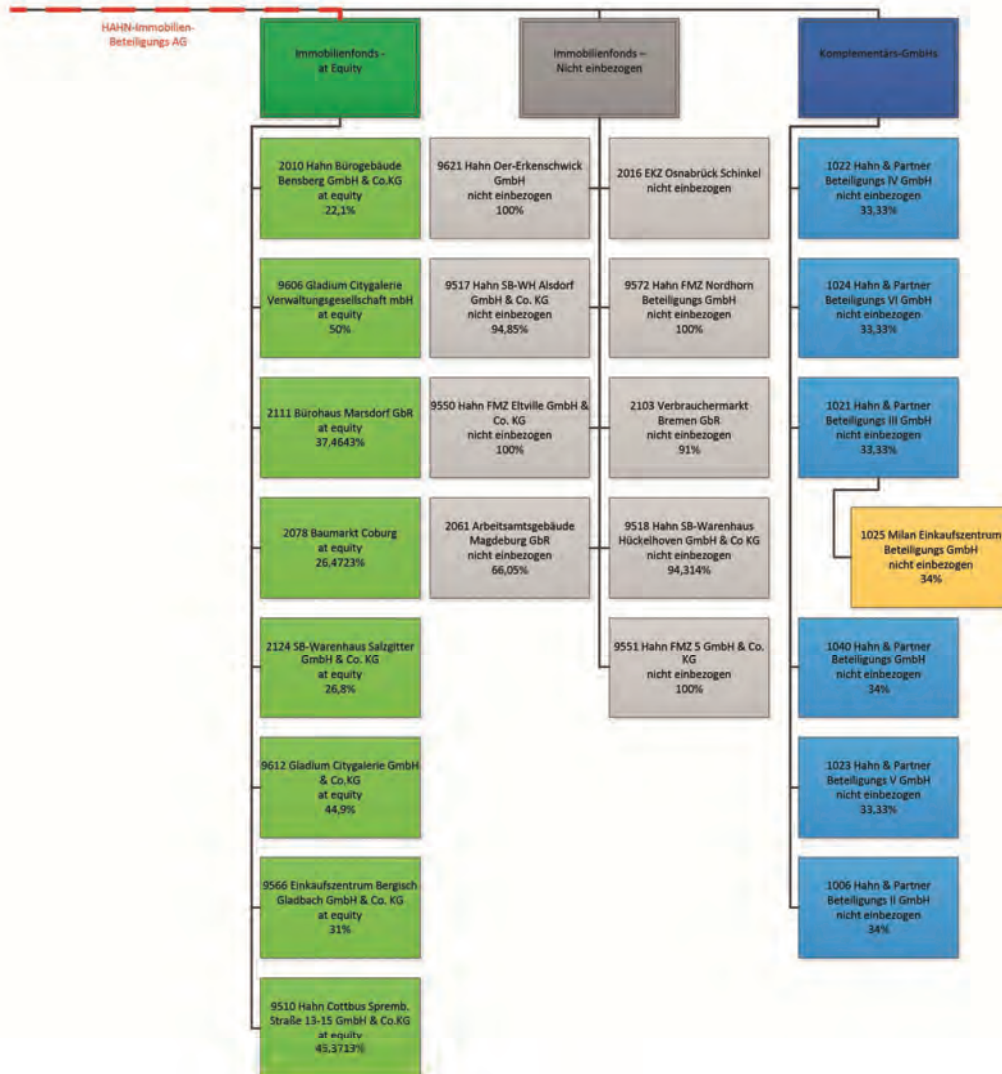 HAHN-Immobilien-
Beteiligungs AG
Immobilienfonds -
at Equity
Immobilienfonds –
Nicht einbezogen
Komplementärs-GmbHs
2010 Hahn Bürogebäude
Bensberg GmbH & Co.KG
at equity
22,1%
9606 Gladium Citygalerie
Verwaltungsgesellschaft mbH
at equity
50%
2111 Bürohaus Marsdorf GbR
at equity
37,4643%
2078 Baumarkt Coburg
at equity
26,4723%
2124 SB-Warenhaus Salzgitter
GmbH & Co. KG
at equity
26,8%
9612 Gladium Citygalerie GmbH
& Co.KG
at equity
44,9%
9566 Einkaufszentrum Bergisch
Gladbach GmbH & Co. KG
at equity
31%
9510 Hahn Cottbus Spremb.
Straße 13-15 GmbH & Co.KG
at equity
45,3713%
9621 Hahn Oer-Erkenschwick
GmbH
nicht einbezogen
100%
9517 Hahn SB-WH Alsdorf
GmbH & Co. KG
nicht einbezogen
94,85%
9550 Hahn FMZ Eltville GmbH &
Co. KG
nicht einbezogen
100%
2061 Arbeitsamtsgebäude
Magdeburg GbR
nicht einbezogen
66,05%
2016 EKZ Osnabrück Schinkel
nicht einbezogen
9572 Hahn FMZ Nordhorn
Beteiligungs GmbH
nicht einbezogen
100%
2103 Verbrauchermarkt
Bremen GbR
nicht einbezogen
91%
9518 Hahn SB-Warenhaus
Hückelhoven GmbH & Co KG
nicht einbezogen
94,314%
9551 Hahn FMZ 5 GmbH & Co.
KG
nicht einbezogen
100%
1022 Hahn & Partner
Beteiligungs IV GmbH
nicht einbezogen
33,33%
1024 Hahn & Partner
Beteiligungs VI GmbH
nicht einbezogen
33,33%
1021 Hahn & Partner
Beteiligungs III GmbH
nicht einbezogen
33,33%
1025 Milan Einkaufszentrum
Beteiligungs GmbH
nicht einbezogen
34%
1040 Hahn & Partner
Beteiligungs GmbH
nicht einbezogen
34%
1023 Hahn & Partner
Beteiligungs V GmbH
nicht einbezogen
33,33%
1006 Hahn & Partner
Beteiligungs II GmbH
nicht einbezogen
34%